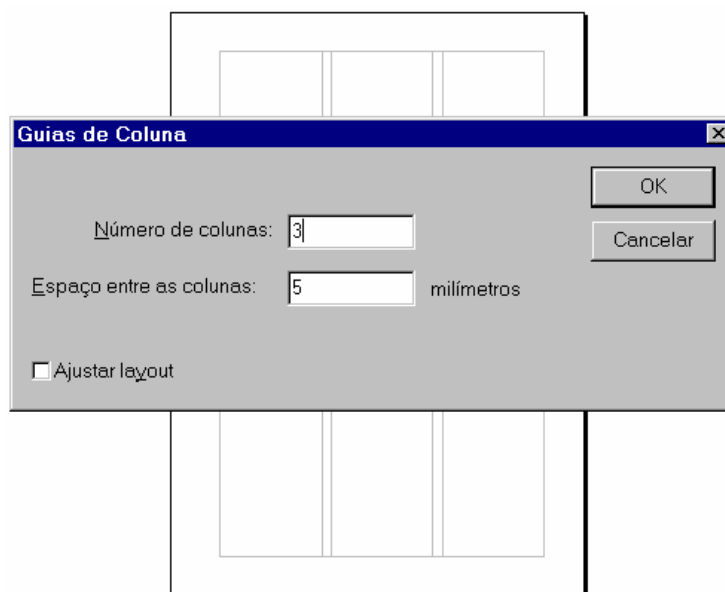 Guias de Coluna
OK
Número de colunas: 3
Cancelar
Espaço entre as colunas: 5 milímetros
Ajustar layout